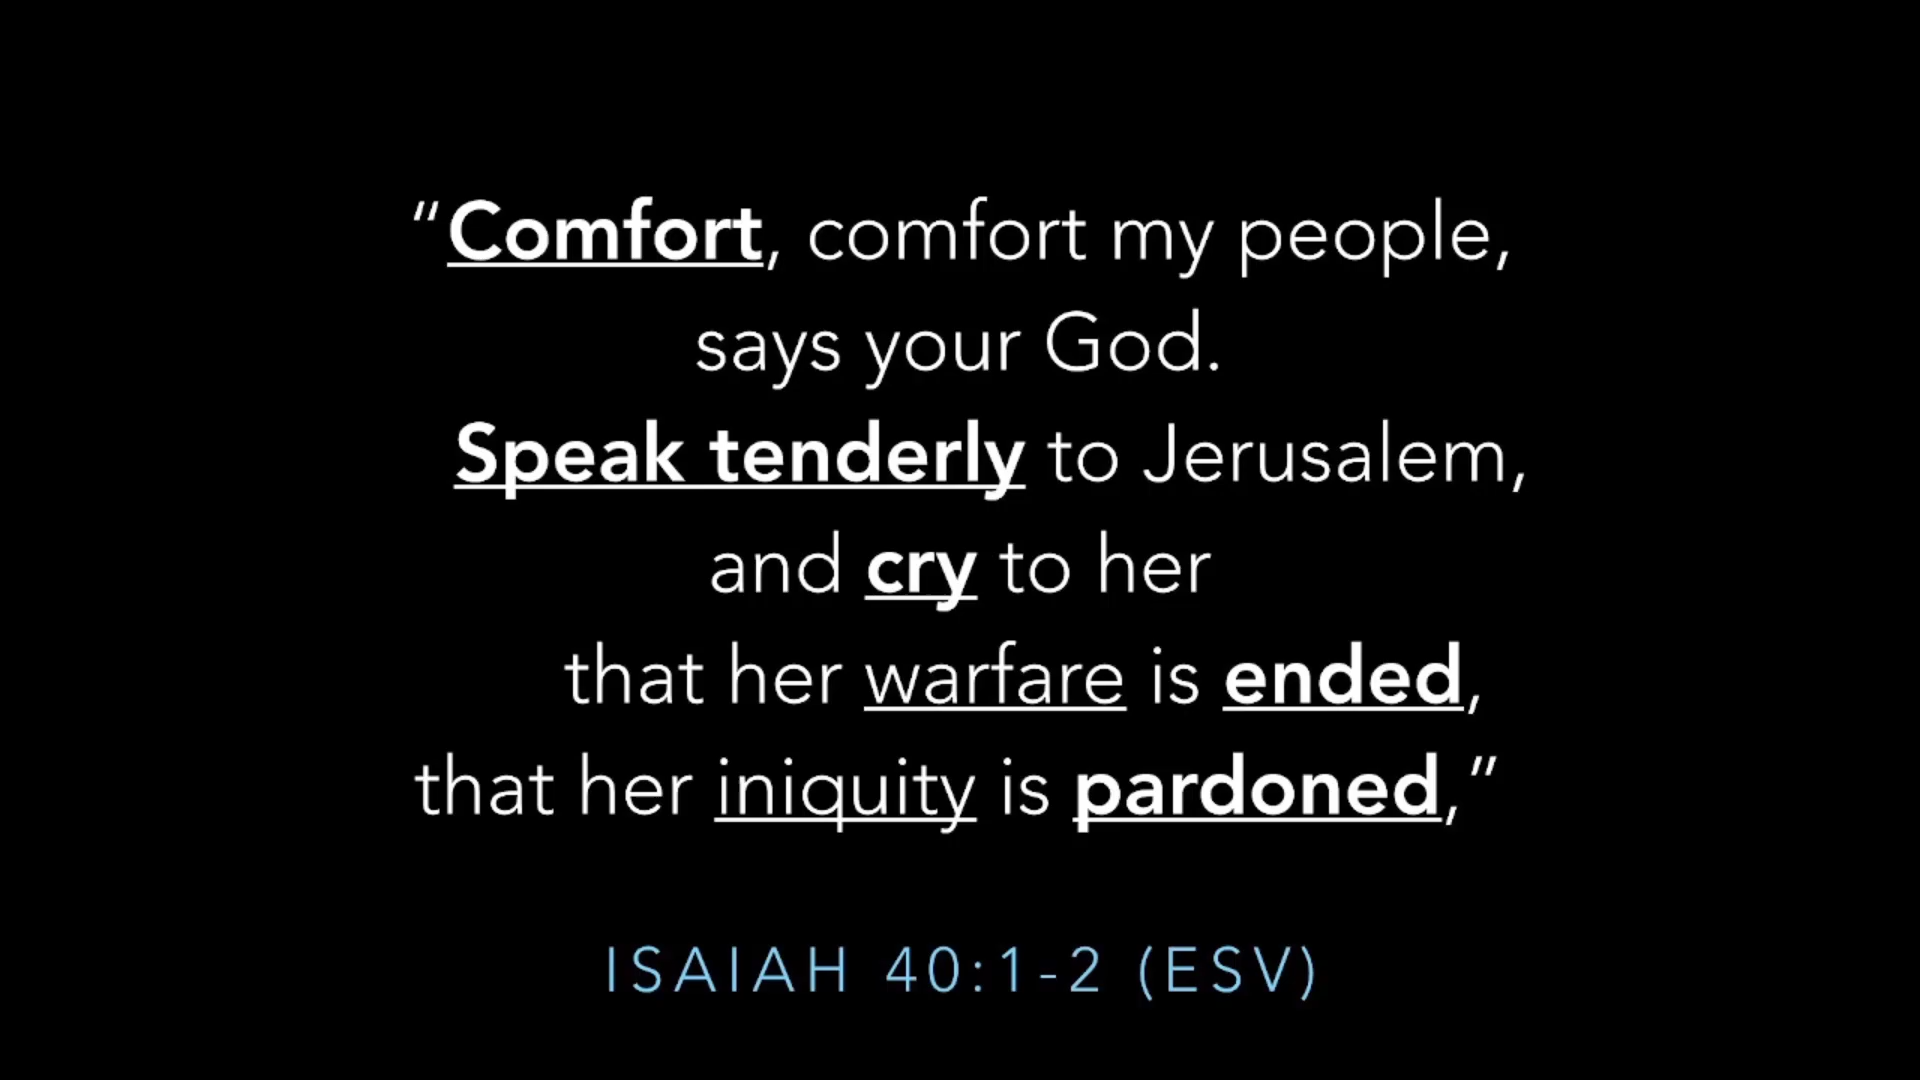 “Comfort, comfort my people,
says your God.
Speak tenderly to Jerusalem,
and cry to her
that her warfare is ended,
that her iniquity is pardoned,”
ISAIAH 40:1-2 (ESV)